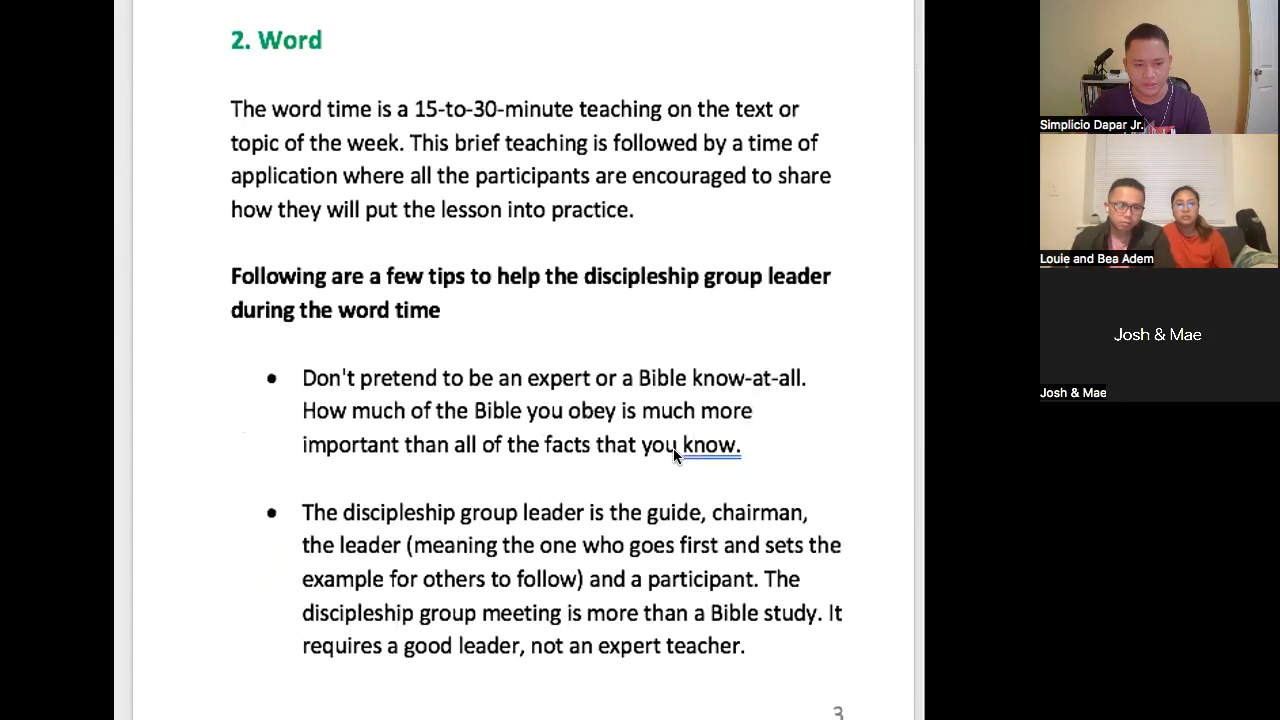 2. Word
The word time is a 15-to-30-minute teaching on the text or
topic of the week. This brief teaching is followed by a time of
application where all the participants are encouraged to share
how they will put the lesson into practice.
Following are a few tips to help the discipleship group leader
during the word time
• Don't pretend to be an expert or a Bible know-at-all.
How much of the Bible you obey is much more
important than all of the facts that you know.
• The discipleship group leader is the guide, chairman,
the leader (meaning the one who goes first and sets the
example for others to follow) and a participant. The
discipleship group meeting is more than a Bible study. It
requires a good leader, not an expert teacher.
3
Simplicio Dapar Jr.
Louie and Bea Adem
Josh & Mae
Josh & Mae